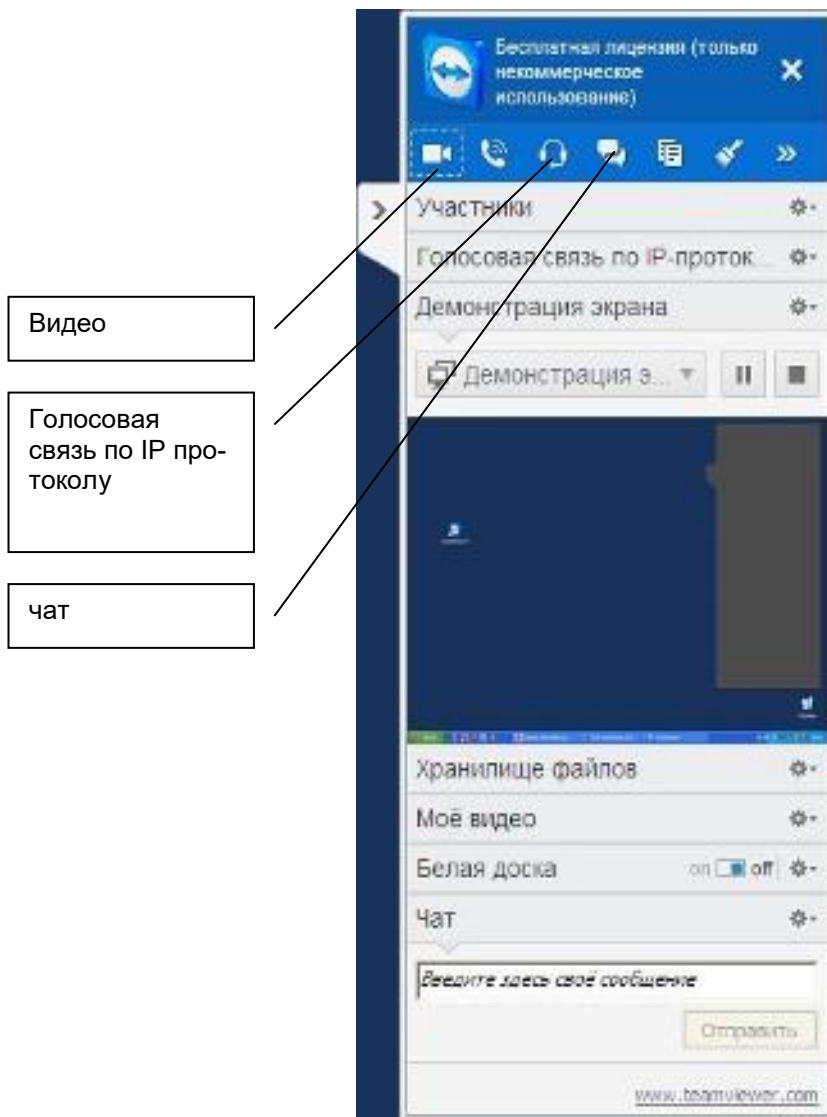 Бесплатная лицензия (только
некоммерческое
использование)
Участники
Голосовая связь по IP-проток...
Демонстрация экрана
Демонстрация э...
Видео
Голосовая
связь по IP про-
токолу
чат
Хранилище файлов
Моё видео
Белая доска on off
Чат
Введите здесь своё сообщение
Отправить
www.teamviewer.com